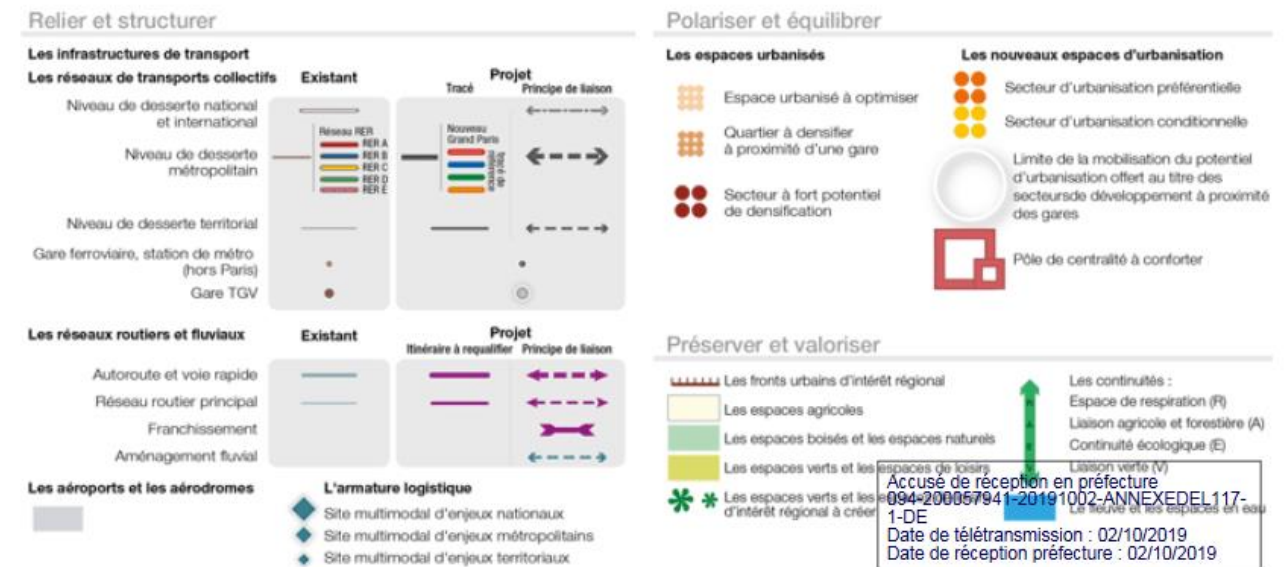 Relier et structurer
Les infrastructures de transport
Les réseaux de transports collectifs
Existant
Projet
Tracé
Principe de liaison
Niveau de desserte national
et international
Réseau RER
RER A
RER B
RER C
RER D
RER E
Nouveau
Grand Paris
tracé de
référence
Niveau de desserte
métropolitain
Niveau de desserte territorial
Gare ferroviaire, station de métro
(hors Paris)
Gare TGV
Les réseaux routiers et fluviaux
Existant
Projet
Itinéraire à requalifier
Principe de liaison
Autoroute et voie rapide
Réseau routier principal
Franchissement
Aménagement fluvial
Les aéroports et les aérodromes
L'armature logistique
Site multimodal d'enjeux nationaux
Site multimodal d'enjeux métropolitains
Site multimodal d'enjeux territoriaux
Polariser et équilibrer
Les espaces urbanisés
Espace urbanisé à optimiser
Quartier à densifier
à proximité d'une gare
Secteur à fort potentiel
de densification
Les nouveaux espaces d'urbanisation
Secteur d'urbanisation préférentielle
Secteur d'urbanisation conditionnelle
Limite de la mobilisation du potentiel
d'urbanisation offert au titre des
secteursde développement à proximité
des gares
Pôle de centralité à conforter
Préserver et valoriser
Les fronts urbains d'intérêt régional
Les espaces agricoles
Les espaces boisés et les espaces naturels
Les espaces verts et les espaces de loisirs
Les espaces verts et les
d'intérêt régional à créer
Les continuités :
Espace de respiration (R)
Liaison agricole et forestière (A)
Continuité écologique (E)
Liaison verte (V)
R
A
E
Le fleuve et les espaces en eau
Accusé de réception en préfecture
094-200057941-20191002-ANNEXEDEL117-
1-DE
Date de télétransmission : 02/10/2019
Date de réception préfecture : 02/10/2019